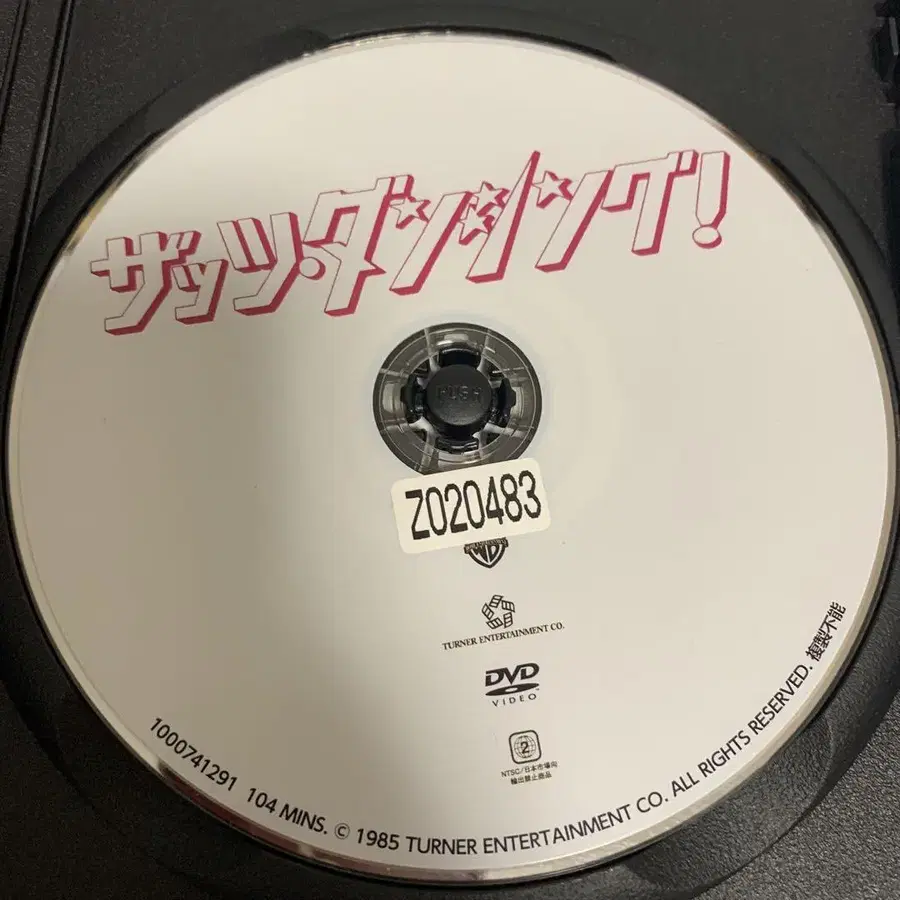 ザッツ・ダンシング!
PUSH
Z020483
TURNER ENTERTAINMENT CO.
DVD
VIDEO
2
NTSC/日本市場向
輸出禁止商品
1000741291 104 MINS. © 1985 TURNER ENTERTAINMENT CO. ALL RIGHTS RESERVED. 複製不能